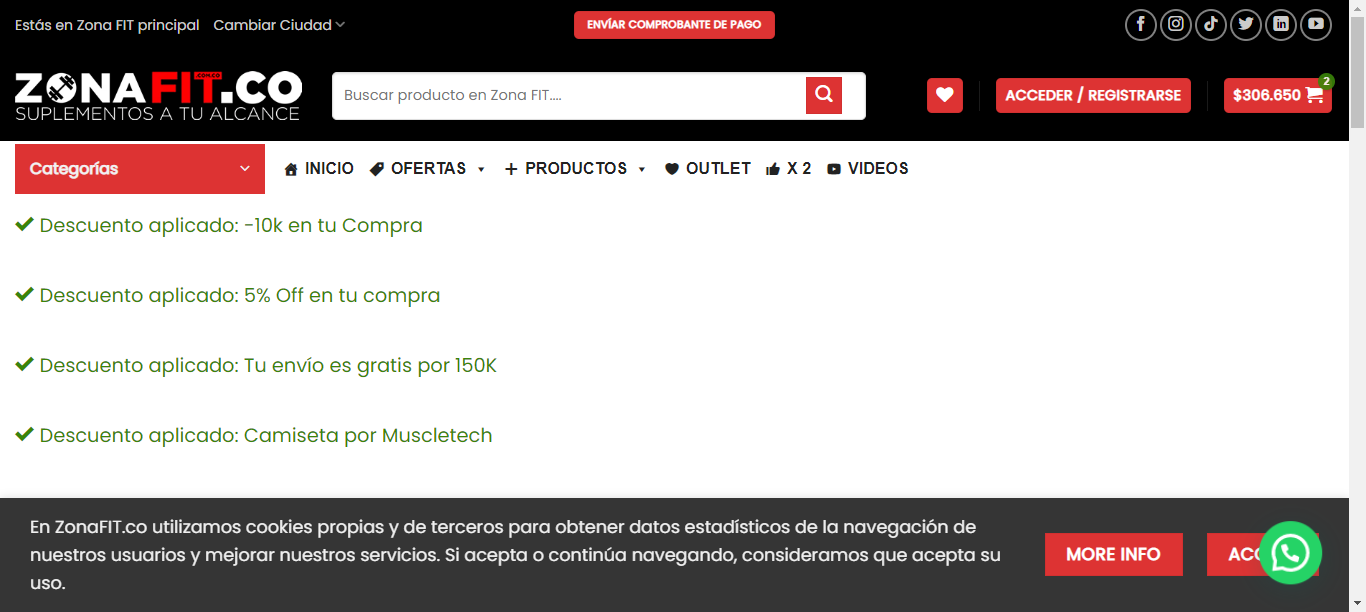 Estás en Zona FIT principal Cambiar Ciudad
ENVÍAR COMPROBANTE DE PAGO
ZONAFIT.CO
.COM.CO
SUPLEMENTOS A TU ALCANCE
Buscar producto en Zona FIT....
ACCEDER / REGISTRARSE
$306.650
2
Categorías
INICIO OFERTAS PRODUCTOS OUTLET X 2 VIDEOS
Descuento aplicado: -10k en tu Compra
Descuento aplicado: 5% Off en tu compra
Descuento aplicado: Tu envío es gratis por 150K
Descuento aplicado: Camiseta por Muscletech
En ZonaFIT.co utilizamos cookies propias y de terceros para obtener datos estadísticos de la navegación de
nuestros usuarios y mejorar nuestros servicios. Si acepta o continúa navegando, consideramos que acepta su
uso.
MORE INFO